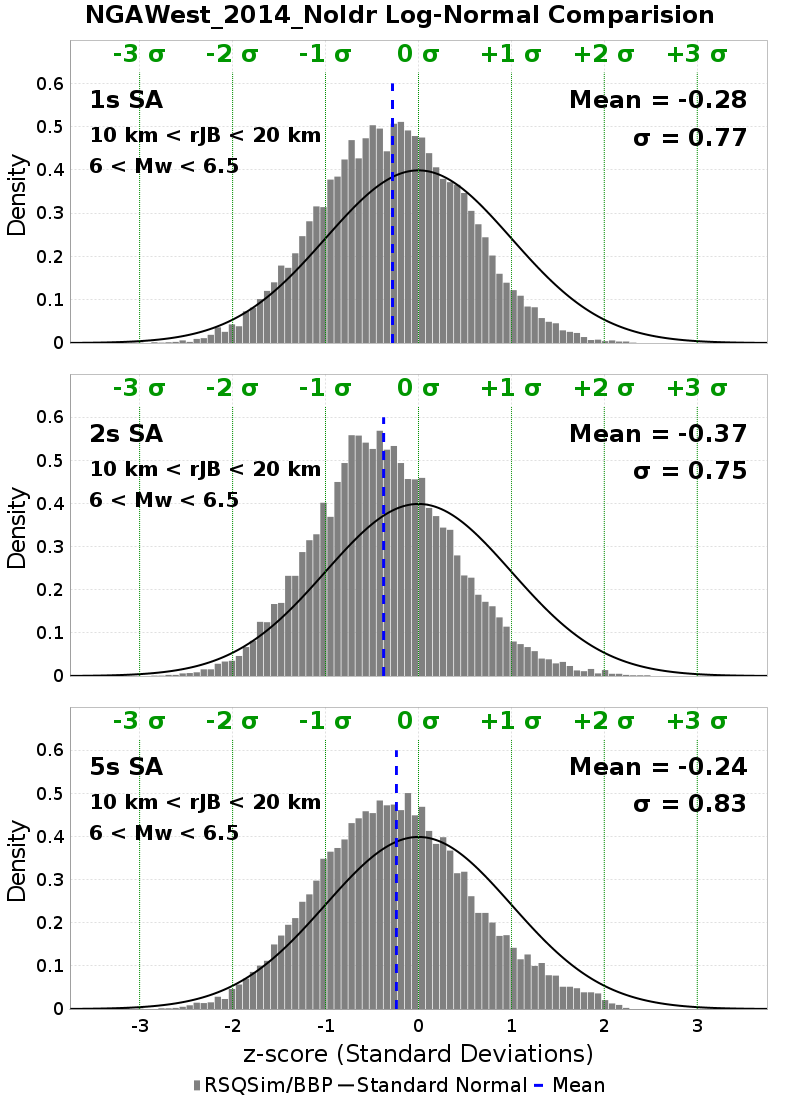 NGAWest_2014_NoIdr Log-Normal Comparision
-3 σ -2 σ -1 σ 0 σ +1 σ +2 σ +3 σ
0.6
1s SA Mean = -0.28
0.5
10 km < rJB < 20 km σ = 0.77
6 < Mw < 6.5
0.4
0.3
0.2
0.1
0
Density
-3 σ -2 σ -1 σ 0 σ +1 σ +2 σ +3 σ
0.6
2s SA Mean = -0.37
0.5
10 km < rJB < 20 km σ = 0.75
6 < Mw < 6.5
0.4
0.3
0.2
0.1
0
Density
-3 σ -2 σ -1 σ 0 σ +1 σ +2 σ +3 σ
0.6
5s SA Mean = -0.24
0.5
10 km < rJB < 20 km σ = 0.83
6 < Mw < 6.5
0.4
0.3
0.2
0.1
0
Density
-3 -2 -1 0 1 2 3
z-score (Standard Deviations)
RSQSim/BBP Standard Normal Mean